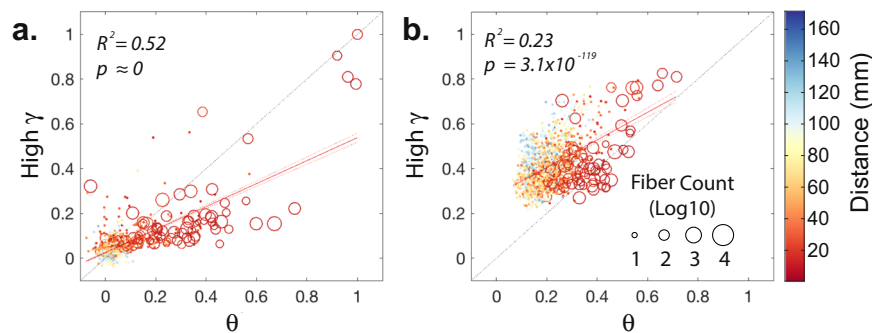 a.
R² = 0.52
p ≈ 0
High γ
1
0.8
0.6
0.4
0.2
0
0 0.2 0.4 0.6 0.8 1
θ
b.
R² = 0.23
p = 3.1x10⁻¹¹⁹
High γ
1
0.8
0.6
0.4
0.2
0
Fiber Count
(Log10)
1 2 3 4
0 0.2 0.4 0.6 0.8 1
θ
160
140
120
100
80
60
40
20
Distance (mm)